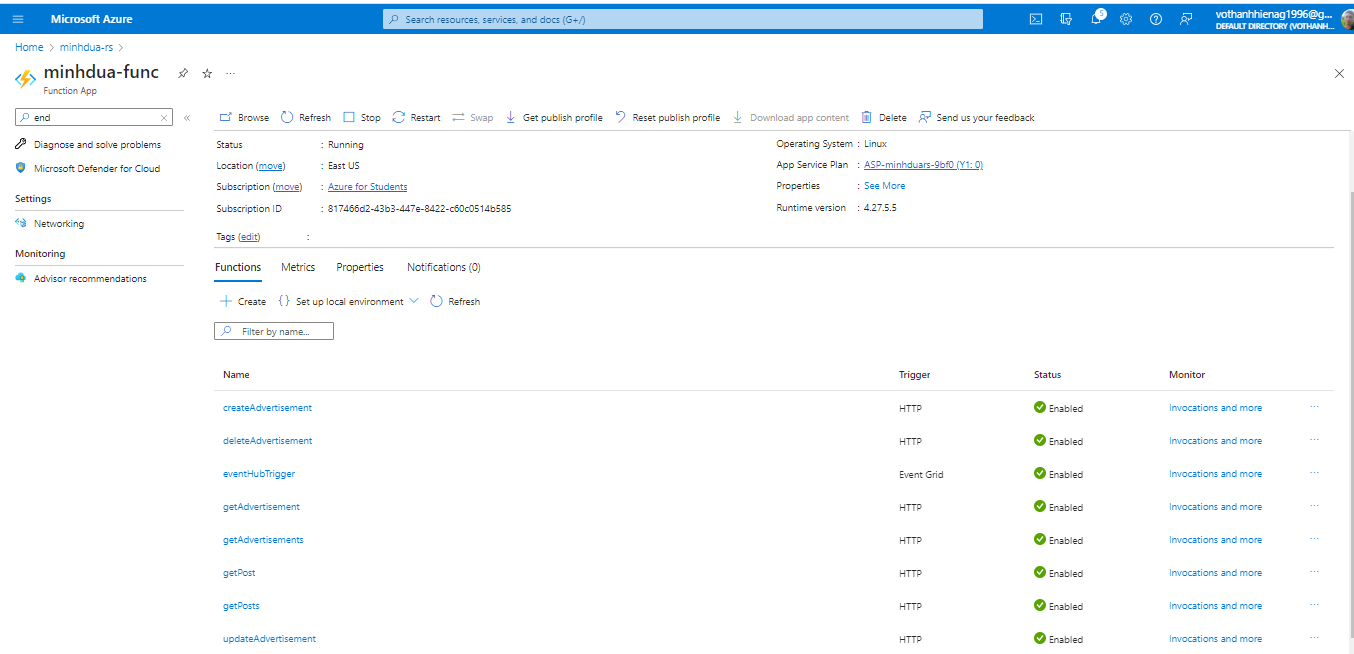 Microsoft Azure
Search resources, services, and docs (G+/)
5
vothanhhienag1996@g...
DEFAULT DIRECTORY (VOTHANH...
Home > minhdua-rs >
minhdua-func
Function App
end
Diagnose and solve problems
Microsoft Defender for Cloud
Settings
Networking
Monitoring
Advisor recommendations
Browse Refresh Stop Restart Swap Get publish profile Reset publish profile Download app content Delete Send us your feedback
Status : Running
Location (move) : East US
Subscription (move) : Azure for Students
Subscription ID : 817466d2-43b3-447e-8422-c60c0514b585
Operating System : Linux
App Service Plan : ASP-minhduars-9bf0 (Y1: 0)
Properties : See More
Runtime version : 4.27.5.5
Tags (edit) :
Functions Metrics Properties Notifications (0)
Create Set up local environment Refresh
Filter by name...
Name Trigger Status Monitor
createAdvertisement HTTP Enabled Invocations and more ...
deleteAdvertisement HTTP Enabled Invocations and more ...
eventHubTrigger Event Grid Enabled Invocations and more ...
getAdvertisement HTTP Enabled Invocations and more ...
getAdvertisements HTTP Enabled Invocations and more ...
getPost HTTP Enabled Invocations and more ...
getPosts HTTP Enabled Invocations and more ...
updateAdvertisement HTTP Enabled Invocations and more ...